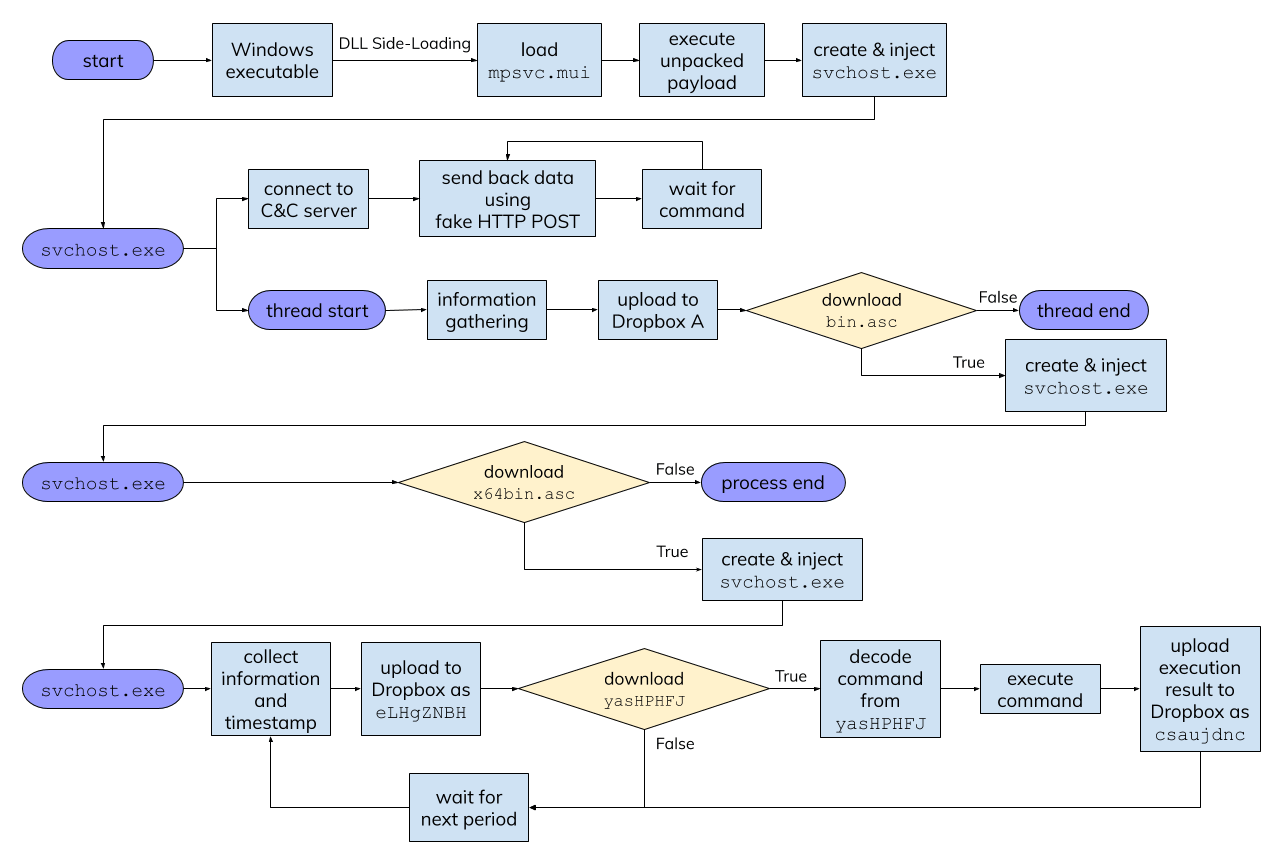 start
Windows
executable
DLL Side-Loading
load
mpsvc.mui
execute
unpacked
payload
create & inject
svchost.exe
svchost.exe
connect to
C&C server
send back data
using
fake HTTP POST
wait for
command
thread start
information
gathering
upload to
Dropbox A
download
bin.asc
False
thread end
True
create & inject
svchost.exe
svchost.exe
download
x64bin.asc
False
process end
True
create & inject
svchost.exe
svchost.exe
collect
information
and
timestamp
upload to
Dropbox as
eLHgZNBH
download
yasHPHFJ
True
False
decode
command
from
yasHPHFJ
execute
command
upload
execution
result to
Dropbox as
csaujdnc
wait for
next period